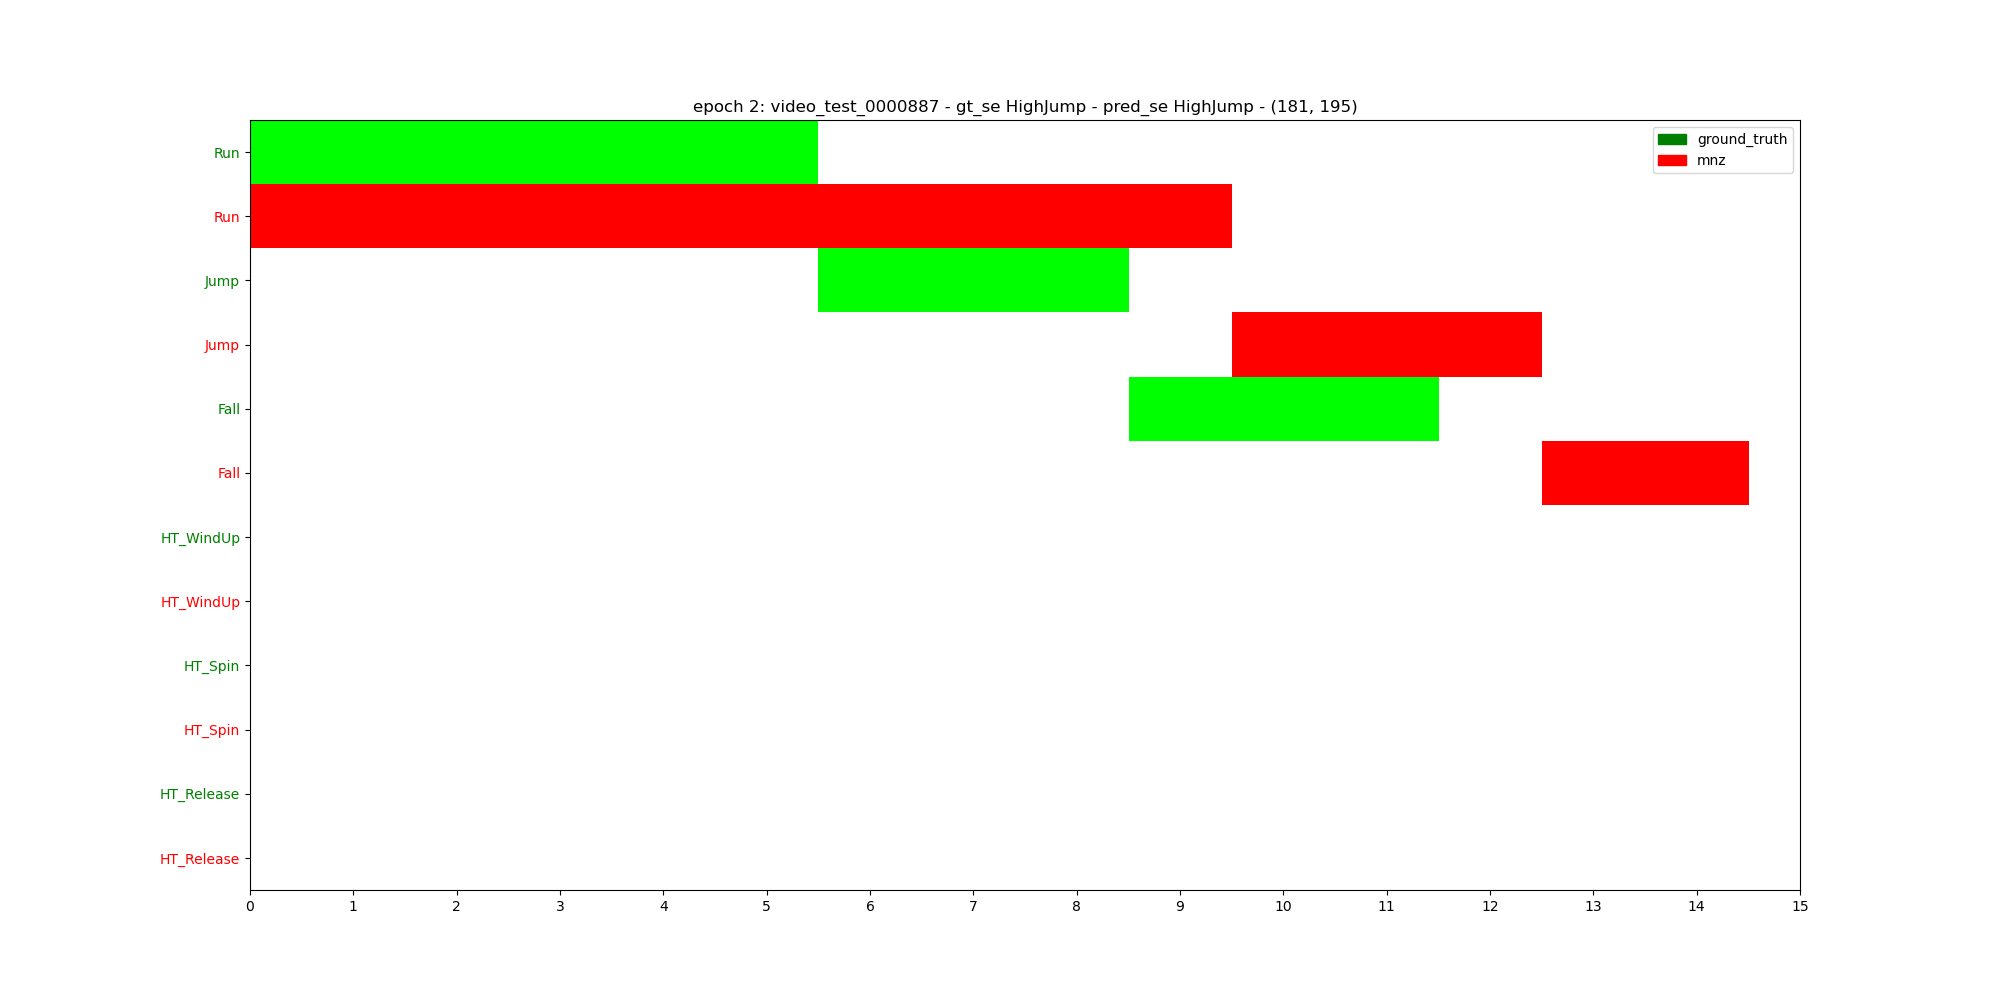 epoch 2: video_test_0000887 - gt_se HighJump - pred_se HighJump - (181, 195)
ground_truth
mnz
Run
Run
Jump
Jump
Fall
Fall
HT_WindUp
HT_WindUp
HT_Spin
HT_Spin
HT_Release
HT_Release
0 1 2 3 4 5 6 7 8 9 10 11 12 13 14 15